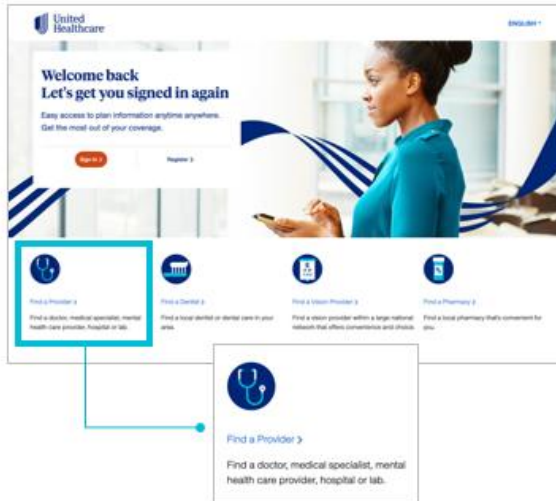 United
Healthcare
ENGLISH
Welcome back
Let's get you signed in again
Easy access to plan information anytime anywhere.
Get the most out of your coverage.
Sign In >
Register >
Find a Provider >
Find a doctor, medical specialist, mental
health care provider, hospital or lab.
Find a Dentist >
Find a local dentist or dental care in your
area.
Find a Vision Provider >
Find a vision provider within a large national
network that offers convenience and choice.
Find a Pharmacy >
Find a local pharmacy that's convenient for
you.
Find a Provider >
Find a doctor, medical specialist, mental
health care provider, hospital or lab.